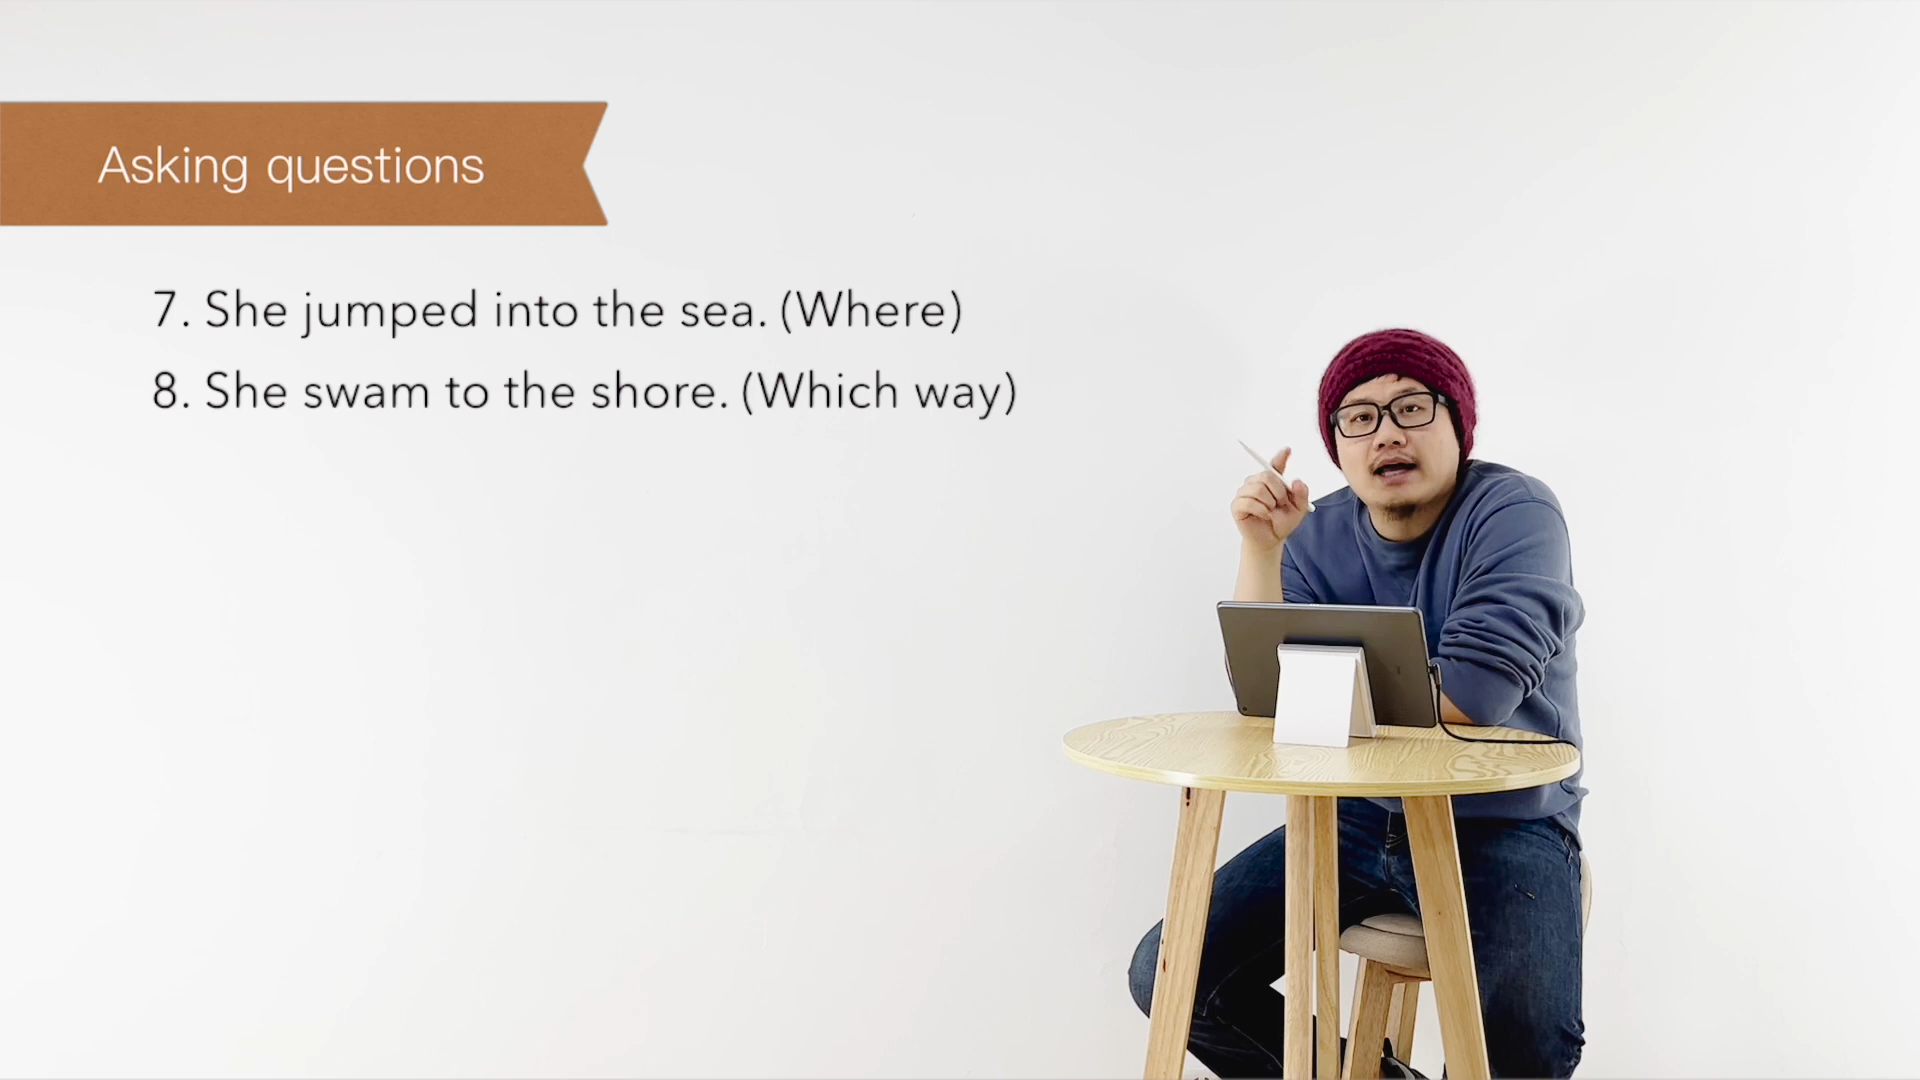 Asking questions
7. She jumped into the sea. (Where)
8. She swam to the shore. (Which way)